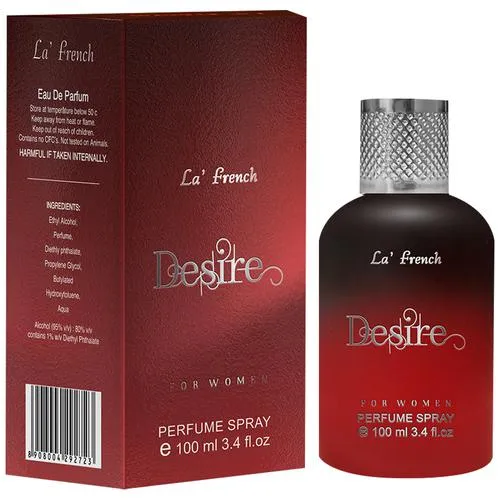 La' French
Eau De Parfum
Store at temperature below 50 c
Keep away from heat or flame.
Keep out of reach of children.
Contains no CFC's. Not tested on Animals.
HARMFUL IF TAKEN INTERNALLY.
INGREDIENTS:
Ethyl Alcohol,
Perfume,
Diethly phthalate,
Propylene Glycol,
Butylated
Hydroxytoluene,
Aqua
Alcohol (95% v/v) : 80% v/v
contains 1% w/v Diethyl Phthalate
8908004292723
La' French
Desire
FOR WOMEN
PERFUME SPRAY
e 100 ml 3.4 fl.oz
La' French
Desire
FOR WOMEN
PERFUME SPRAY
e 100 ml 3.4 fl.oz